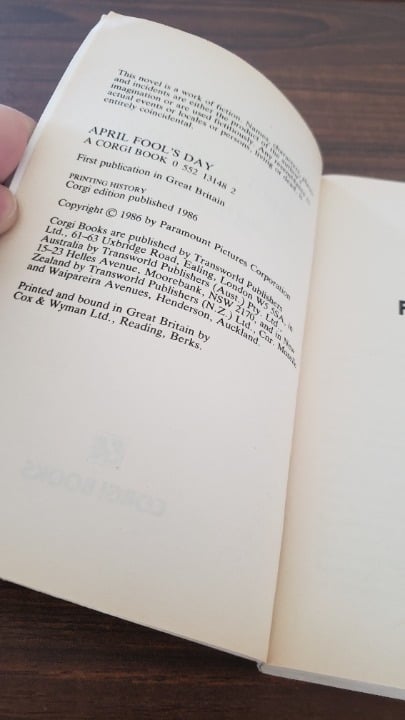 This novel is a work of fiction. Names, characters, places
and incidents are either the product of the author's
imagination or are used fictitiously. Any resemblance to
actual events or locales or persons, living or dead, is
entirely coincidental.
APRIL FOOL'S DAY
A CORGI BOOK 0 552 13148 2
First publication in Great Britain
PRINTING HISTORY
Corgi edition published 1986
Copyright © 1986 by Paramount Pictures Corporation
Corgi Books are published by Transworld Publishers
Ltd., 61–63 Uxbridge Road, Ealing, London W5 5SA, in
Australia by Transworld Publishers (Aust.) Pty. Ltd.,
15–23 Helles Avenue, Moorebank, NSW 2170, and in New
Zealand by Transworld Publishers (N.Z.) Ltd., Cor. Moselle
and Waipareira Avenues, Henderson, Auckland.
Printed and bound in Great Britain by
Cox & Wyman Ltd., Reading, Berks.
CORGI BOOKS